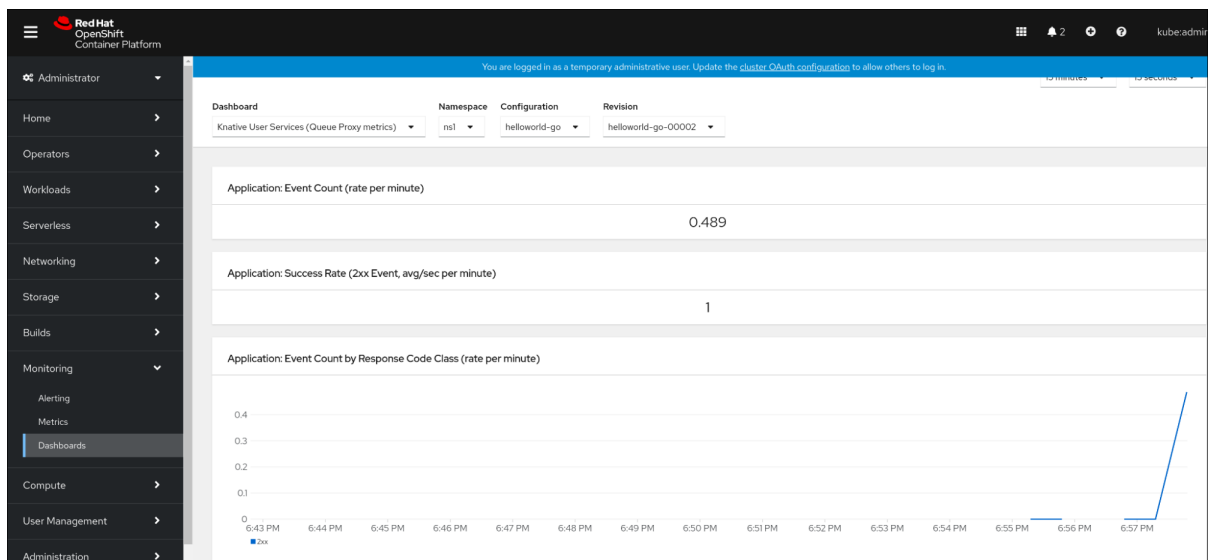 Red Hat
OpenShift
Container Platform
2
kube:admin
Administrator
You are logged in as a temporary administrative user. Update the cluster OAuth configuration to allow others to log in.
15 minutes
15 seconds
Home
Operators
Workloads
Serverless
Networking
Storage
Builds
Monitoring
Alerting
Metrics
Dashboards
Compute
User Management
Administration
Dashboard
Namespace
Configuration
Revision
Knative User Services (Queue Proxy metrics)
ns1
helloworld-go
helloworld-go-00002
Application: Event Count (rate per minute)
0.489
Application: Success Rate (2xx Event, avg/sec per minute)
1
Application: Event Count by Response Code Class (rate per minute)
0.4
0.3
0.2
0.1
0
6:43 PM 6:44 PM 6:45 PM 6:46 PM 6:47 PM 6:48 PM 6:49 PM 6:50 PM 6:51 PM 6:52 PM 6:53 PM 6:54 PM 6:55 PM 6:56 PM 6:57 PM
2xx